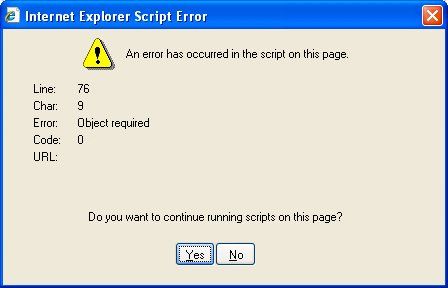 Internet Explorer Script Error
An error has occurred in the script on this page.
Line: 76
Char: 9
Error: Object required
Code: 0
URL:
Do you want to continue running scripts on this page?
Yes No